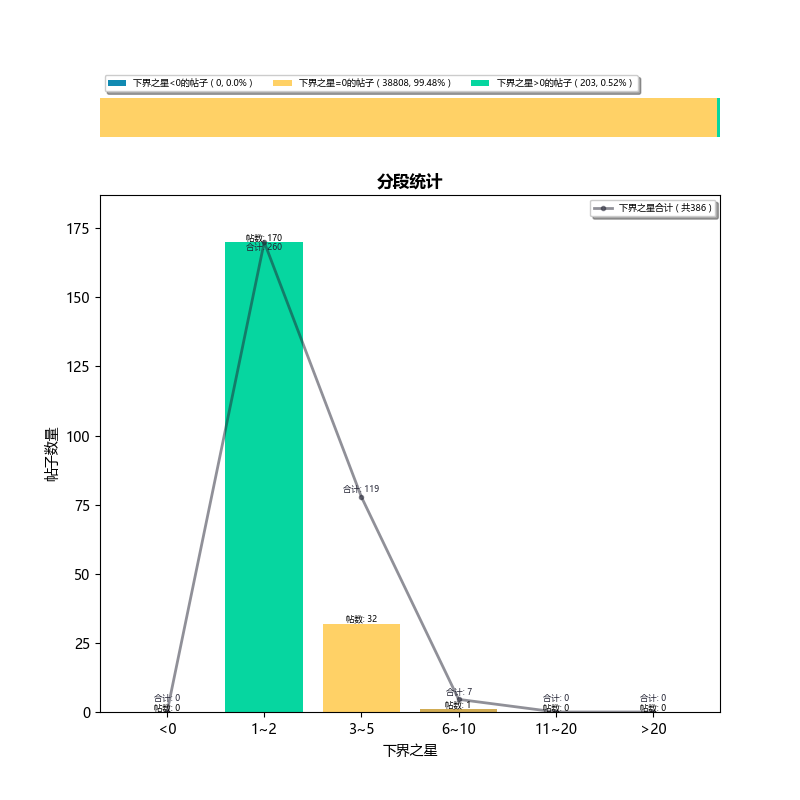 下界之星<0的帖子 ( 0, 0.0% ) 下界之星=0的帖子 ( 38808, 99.48% ) 下界之星>0的帖子 ( 203, 0.52% )
分段统计
下界之星合计 ( 共386 )
175
150
125
100
75
50
25
0
帖子数量
帖数: 170
合计: 260
合计: 119
帖数: 32
合计: 0
帖数: 0
合计: 7
帖数: 1
合计: 0
帖数: 0
合计: 0
帖数: 0
<0 1~2 3~5 6~10 11~20 >20
下界之星